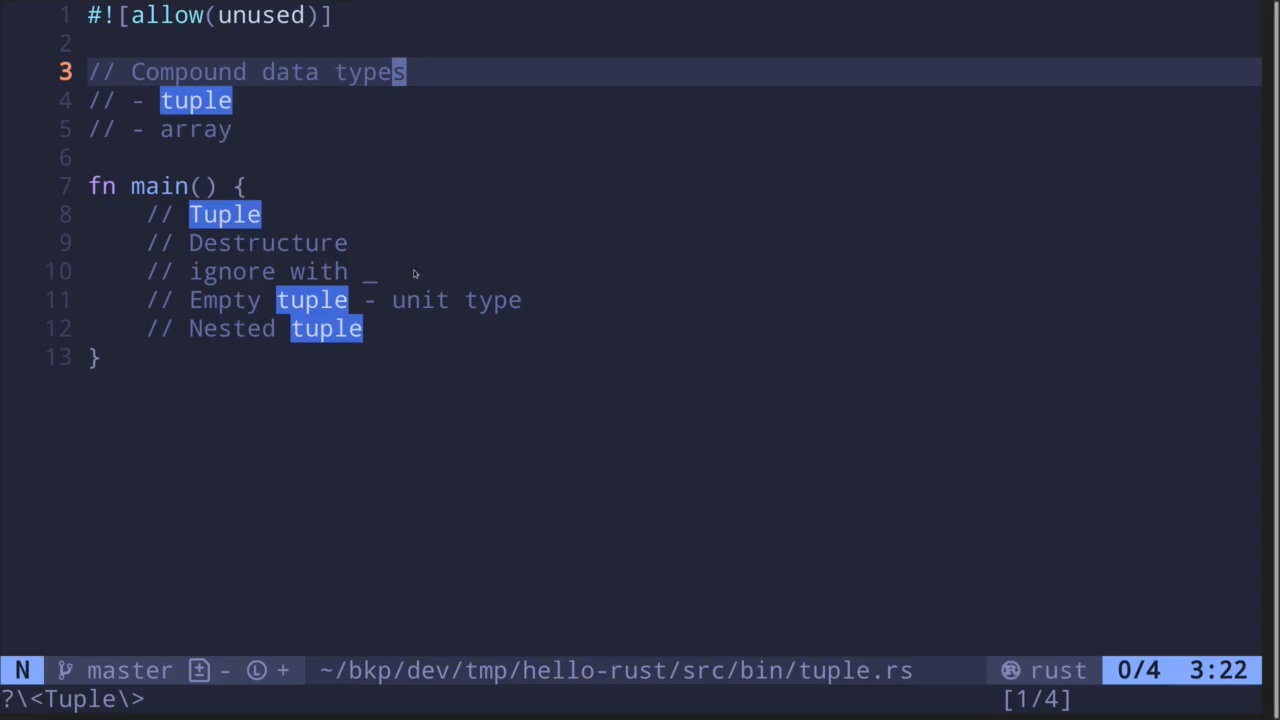 1 #![allow(unused)]
2
3 // Compound data types
4 // - tuple
5 // - array
6
7 fn main() {
8 // Tuple
9 // Destructure
10 // ignore with _
11 // Empty tuple - unit type
12 // Nested tuple
13 }
N master - L + ~/bkp/dev/tmp/hello-rust/src/bin/tuple.rs rust 0/4 3:22
?\<Tuple\> [1/4]